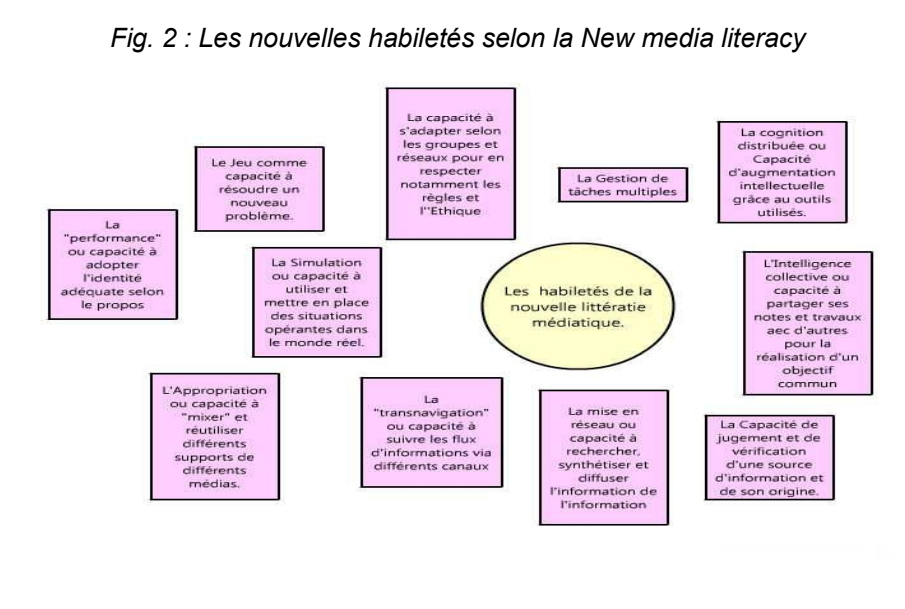 Fig. 2 : Les nouvelles habiletés selon la New media literacy
La capacité à
s'adapter selon
les groupes et
réseaux pour en
respecter
notamment les
règles et
l''Ethique
La cognition
distribuée ou
Capacité
d'augmentation
intellectuelle
grâce au outils
utilisés.
Le Jeu comme
capacité à
résoudre un
nouveau
problème.
La Gestion de
tâches multiples
La
"performance"
ou capacité à
adopter
l'identité
adéquate selon
le propos
La Simulation
ou capacité à
utiliser et
mettre en place
des situations
opérantes dans
le monde réel.
Les habiletés de la
nouvelle littératie
médiatique.
L'Intelligence
collective ou
capacité à
partager ses
notes et travaux
aec d'autres
pour la
réalisation d'un
objectif
commun
L'Appropriation
ou capacité à
"mixer" et
réutiliser
différents
supports de
différents
médias.
La
"transnavigation"
ou capacité à
suivre les flux
d'informations via
différents canaux
La mise en
réseau ou
capacité à
rechercher,
synthétiser et
diffuser
l'information de
l'information
La Capacité de
jugement et de
vérification
d'une source
d'information et
de son origine.